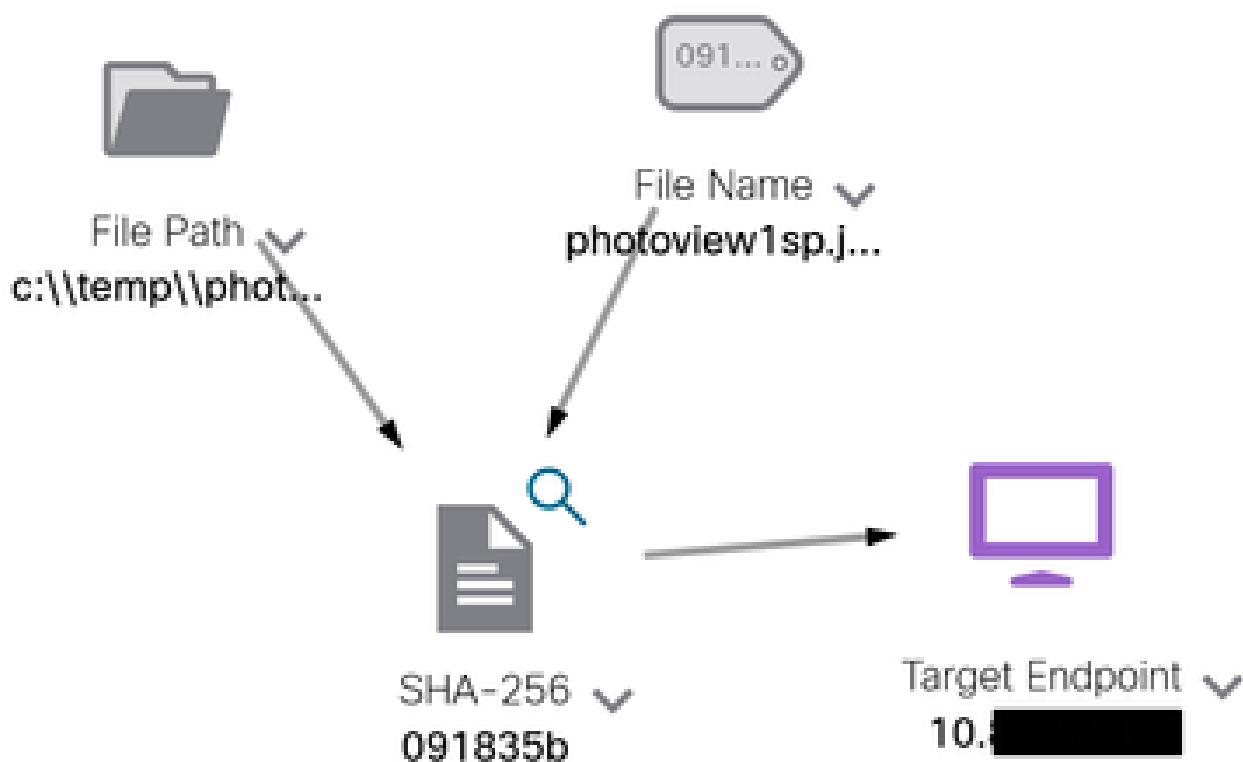 091...
File Name
photoview1sp.j...
File Path
c:\\temp\\phot...
SHA-256
091835b
Target Endpoint
10.